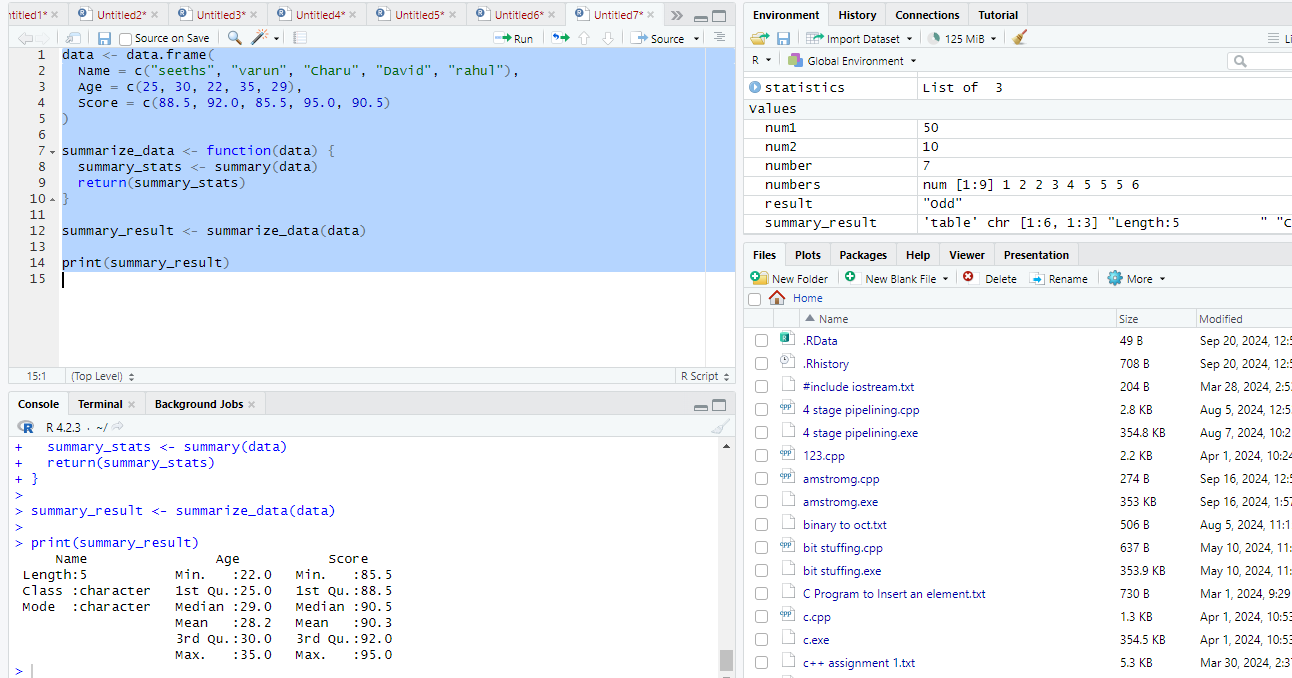 ntitled1* × Untitled2* × Untitled3* × Untitled4* × Untitled5* × Untitled6* × Untitled7* ×
Source on Save Run Source
1 data <- data.frame(
2 Name = c("seeths", "varun", "Charu", "David", "rahul"),
3 Age = c(25, 30, 22, 35, 29),
4 Score = c(88.5, 92.0, 85.5, 95.0, 90.5)
5 )
6
7 summarize_data <- function(data) {
8 summary_stats <- summary(data)
9 return(summary_stats)
10 }
11
12 summary_result <- summarize_data(data)
13
14 print(summary_result)
15
15:1 (Top Level) R Script
Console Terminal × Background Jobs ×
R 4.2.3 · ~/
+ summary_stats <- summary(data)
+ return(summary_stats)
+ }
>
> summary_result <- summarize_data(data)
>
> print(summary_result)
Name Age Score
Length:5 Min. :22.0 Min. :85.5
Class :character 1st Qu.:25.0 1st Qu.:88.5
Mode :character Median :29.0 Median :90.5
Mean :28.2 Mean :90.3
3rd Qu.:30.0 3rd Qu.:92.0
Max. :35.0 Max. :95.0
>
Environment History Connections Tutorial
Import Dataset 125 MiB Li
R Global Environment
statistics List of 3
Values
num1 50
num2 10
number 7
numbers num [1:9] 1 2 2 3 4 5 5 5 6
result "odd"
summary_result 'table' chr [1:6, 1:3] "Length:5 " "C
Files Plots Packages Help Viewer Presentation
New Folder New Blank File Delete Rename More
Home
Name Size Modified
.RData 49 B Sep 20, 2024, 12:5
.Rhistory 708 B Sep 20, 2024, 12:5
#include iostream.txt 204 B Mar 28, 2024, 2:5
4 stage pipelining.cpp 2.8 KB Aug 5, 2024, 12:5
4 stage pipelining.exe 354.8 KB Aug 7, 2024, 10:2
123.cpp 2.2 KB Apr 1, 2024, 10:24
amstromg.cpp 274 B Sep 16, 2024, 12:5
amstromg.exe 353 KB Sep 16, 2024, 1:57
binary to oct.txt 506 B Aug 5, 2024, 11:1
bit stuffing.cpp 637 B May 10, 2024, 11:
bit stuffing.exe 353.9 KB May 10, 2024, 11:
C Program to Insert an element.txt 730 B Mar 1, 2024, 9:29
c.cpp 1.3 KB Apr 1, 2024, 10:53
c.exe 354.5 KB Apr 1, 2024, 10:53
c++ assignment 1.txt 5.3 KB Mar 30, 2024, 2:37